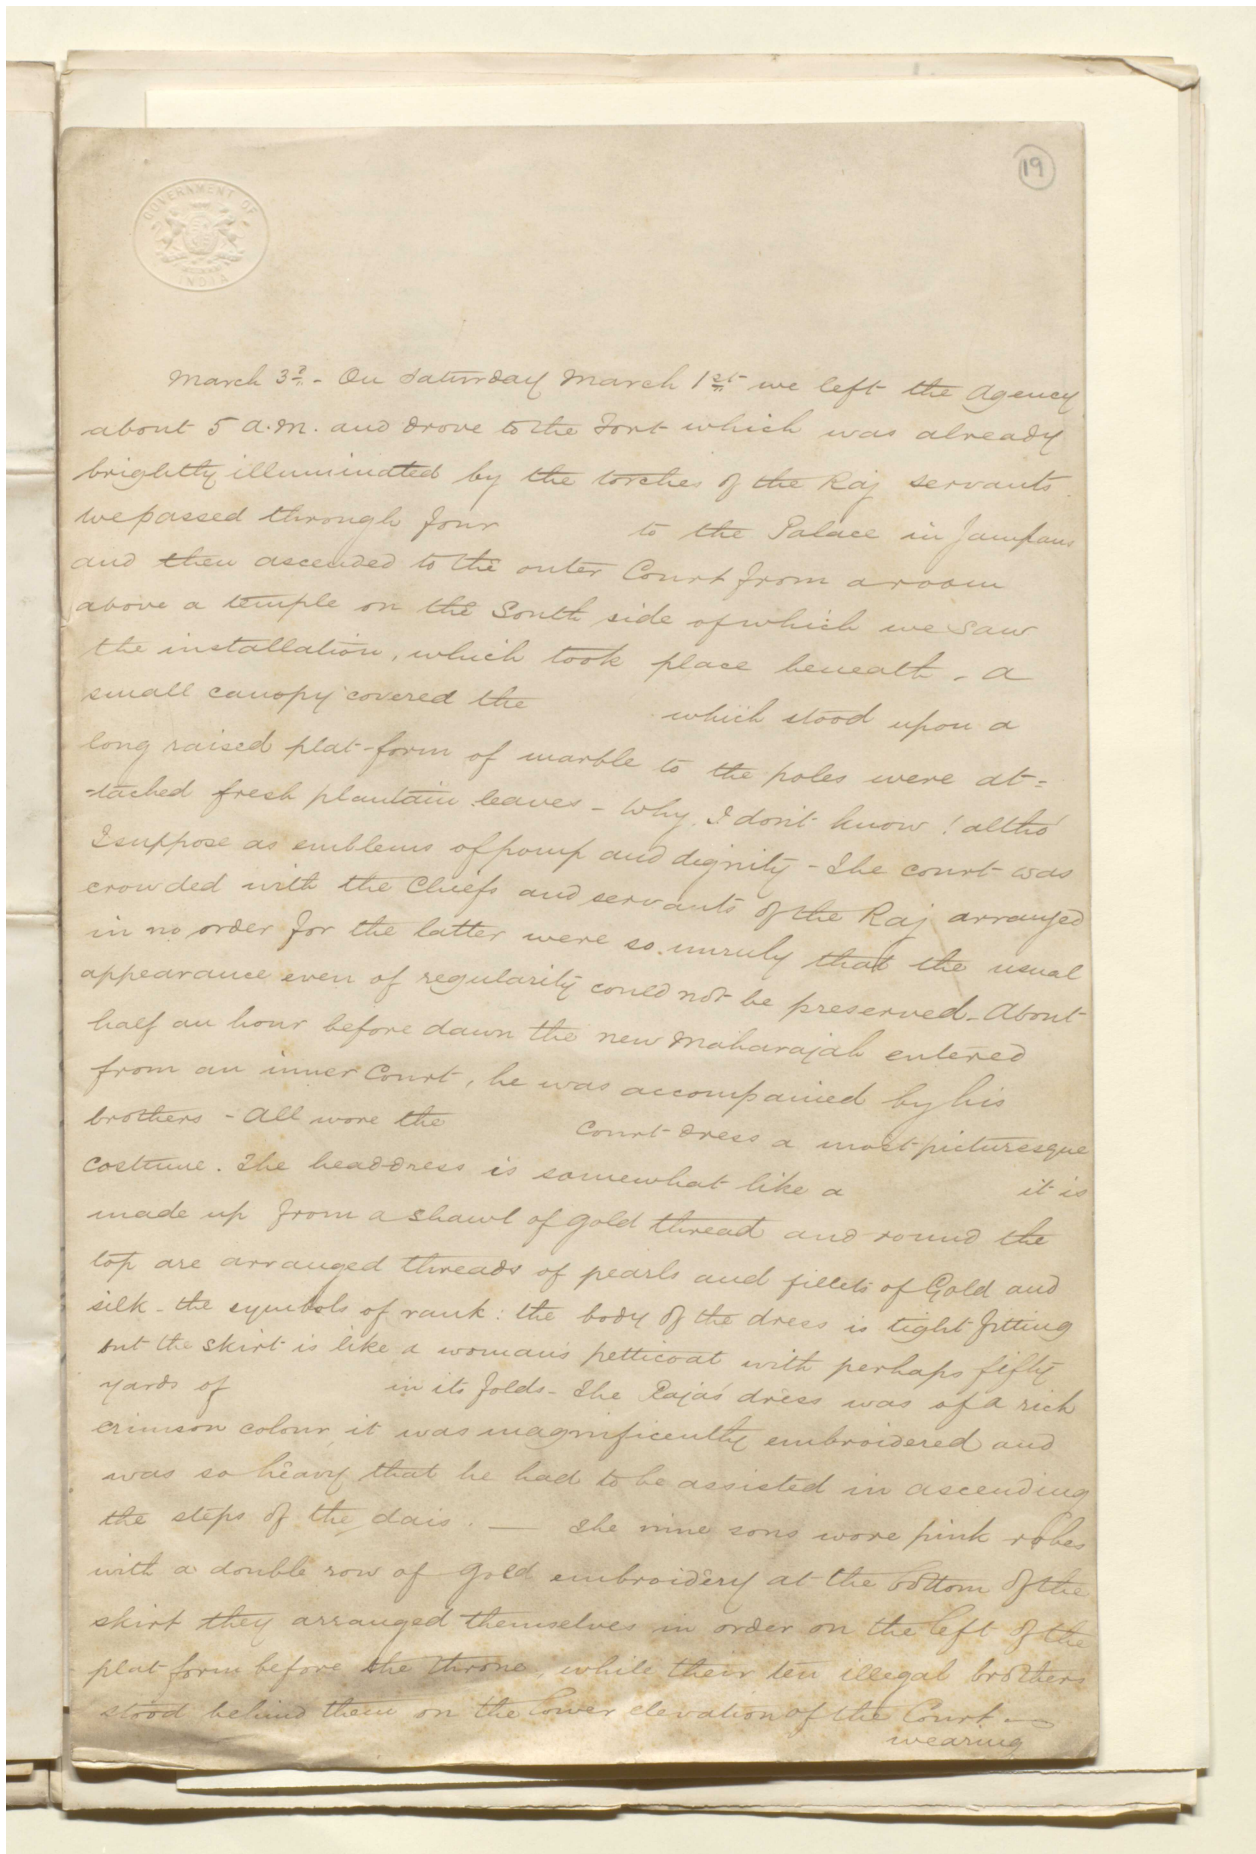 19
GOVERNMENT OF
INDIA
March 3d. - On Saturday March 1st we left the Agency
about 5 a.m. and drove to the Fort which was already
brightly illuminated by the torches of the Raj servants.
We passed through four to the Palace in Jampans
and then ascended to the outer Court from a room
above a temple on the South side of which we saw
the installation, which took place beneath. A
small canopy covered the which stood upon a
long raised plat-form of marble to the poles were at=
-tached fresh plantain leaves - Why, I don't know! altho'
I suppose as emblems of pomp and dignity - The court was
crowded with the Chiefs and servants of the Raj arranged
in no order for the latter were so unruly that the usual
appearance even of regularity could not be preserved. About
half an hour before dawn the new Maharajah entered
from an inner Court, he was accompanied by his
brothers - All wore the Court dress a most picturesque
costume. The head-dress is somewhat like a it is
made up from a shawl of gold thread and round the
top are arranged threads of pearls and fillets of Gold and
silk - the symbols of rank: the body of the dress is tight fitting
but the skirt is like a womans petticoat with perhaps fifty
yards of in its folds - The Raja's dress was of a rich
crimson colour, it was magnificently embroidered and
was so heavy that he had to be assisted in ascending
the steps of the dais. — The nine sons wore pink robes
with a double row of gold embroidery at the bottom of the
skirt they arranged themselves in order on the left of the
plat form before the throne, while their ten illegal brothers
stood behind them on the lower elevation of the Court —
wearing